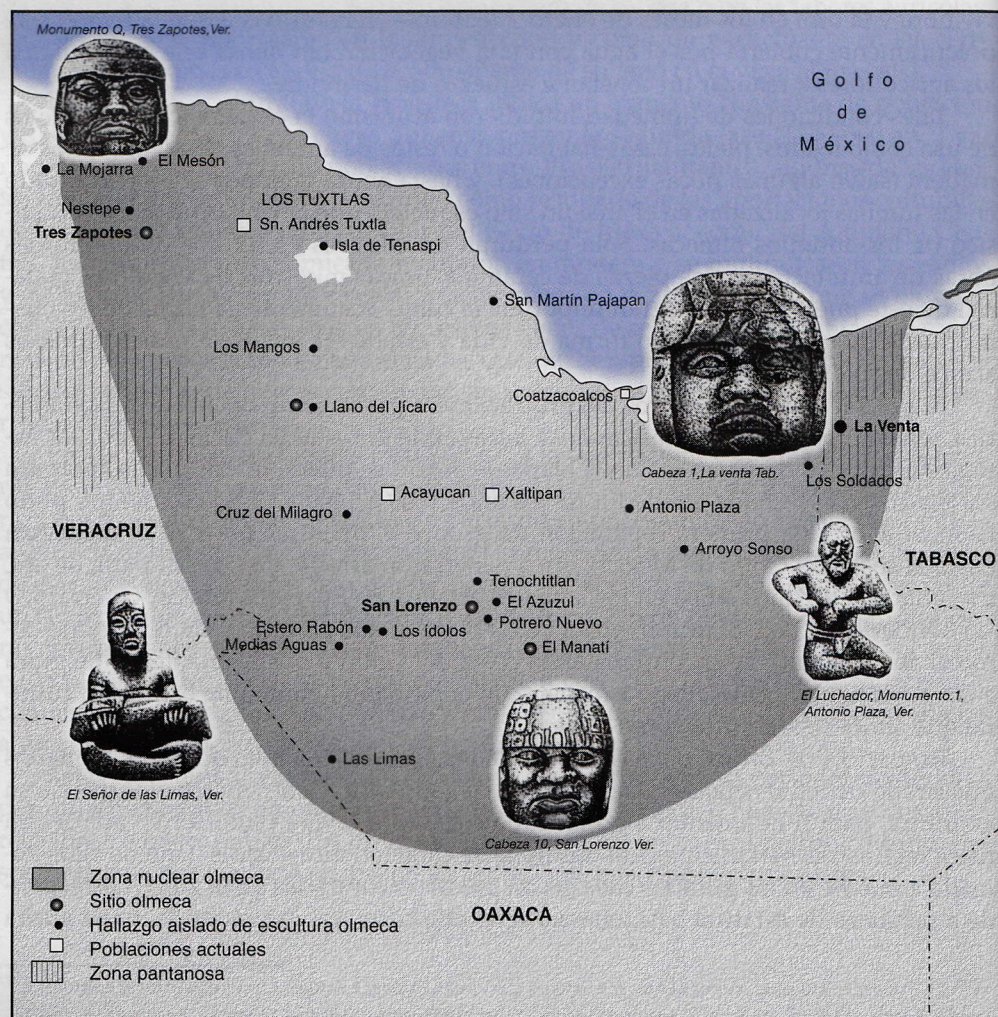 Monumento Q, Tres Zapotes,Ver.
Golfo
de
México
El Mesón
La Mojarra
LOS TUXTLAS
Nestepe
Sn. Andrés Tuxtla
Tres Zapotes
Isla de Tenaspi
San Martín Pajapan
Los Mangos
Coatzacoalcos
Llano del Jícaro
La Venta
Cabeza 1,La venta Tab.
Los Soldados
Acayucan
Xaltipan
Antonio Plaza
Cruz del Milagro
VERACRUZ
Arroyo Sonso
TABASCO
Tenochtitlan
San Lorenzo
El Azuzul
Potrero Nuevo
Estero Rabón
Los ídolos
Medias Aguas
El Manatí
El Luchador, Monumento.1,
Antonio Plaza, Ver.
Las Limas
El Señor de las Limas, Ver.
Cabeza 10, San Lorenzo Ver.
Zona nuclear olmeca
Sitio olmeca
Hallazgo aislado de escultura olmeca
Poblaciones actuales
Zona pantanosa
OAXACA